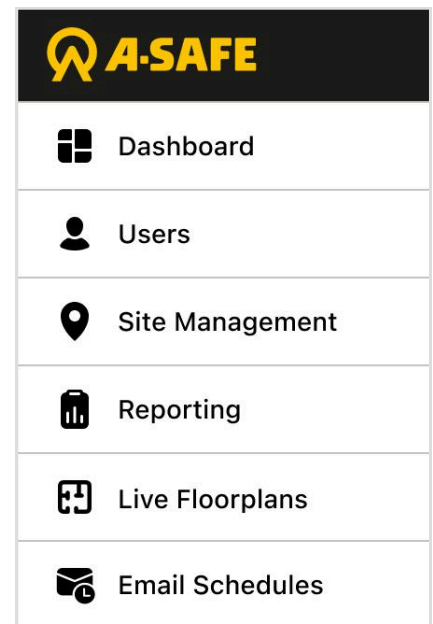 A-SAFE
Dashboard
Users
Site Management
Reporting
Live Floorplans
Email Schedules